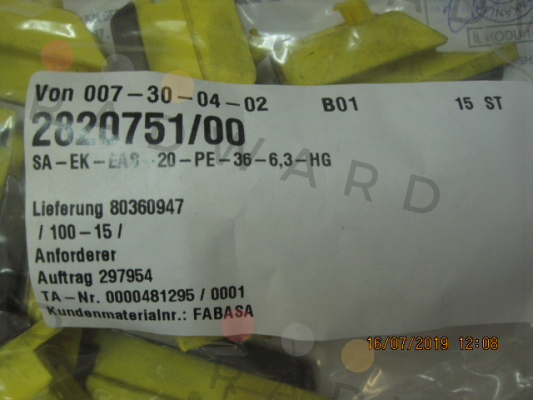 Von 007-30-04-02 B01 15 ST
2820751/00
SA-EK-EAS-20-PE-36-6,3-HG
Lieferung 80360947
/ 100-15 /
Anforderer
Auftrag 297954
TA-Nr. 0000481295 / 0001
Kundenmaterialnr.: FABASA
16/07/2019 12:08